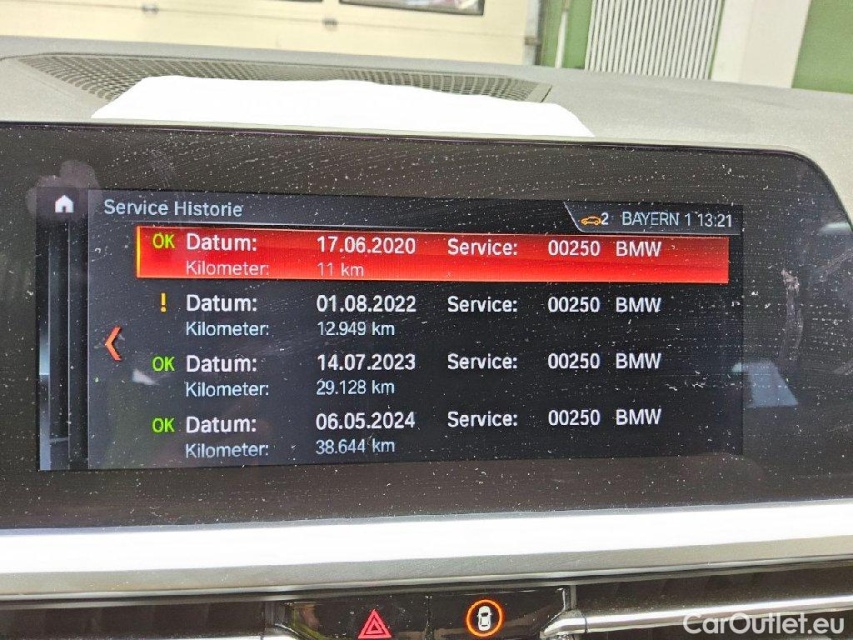 Service Historie
2 BAYERN 1 13:21
OK Datum: 17.06.2020 Service: 00250 BMW
Kilometer: 11 km
! Datum: 01.08.2022 Service: 00250 BMW
Kilometer: 12.949 km
OK Datum: 14.07.2023 Service: 00250 BMW
Kilometer: 29.128 km
OK Datum: 06.05.2024 Service: 00250 BMW
Kilometer: 38.644 km
CarOutlet.eu